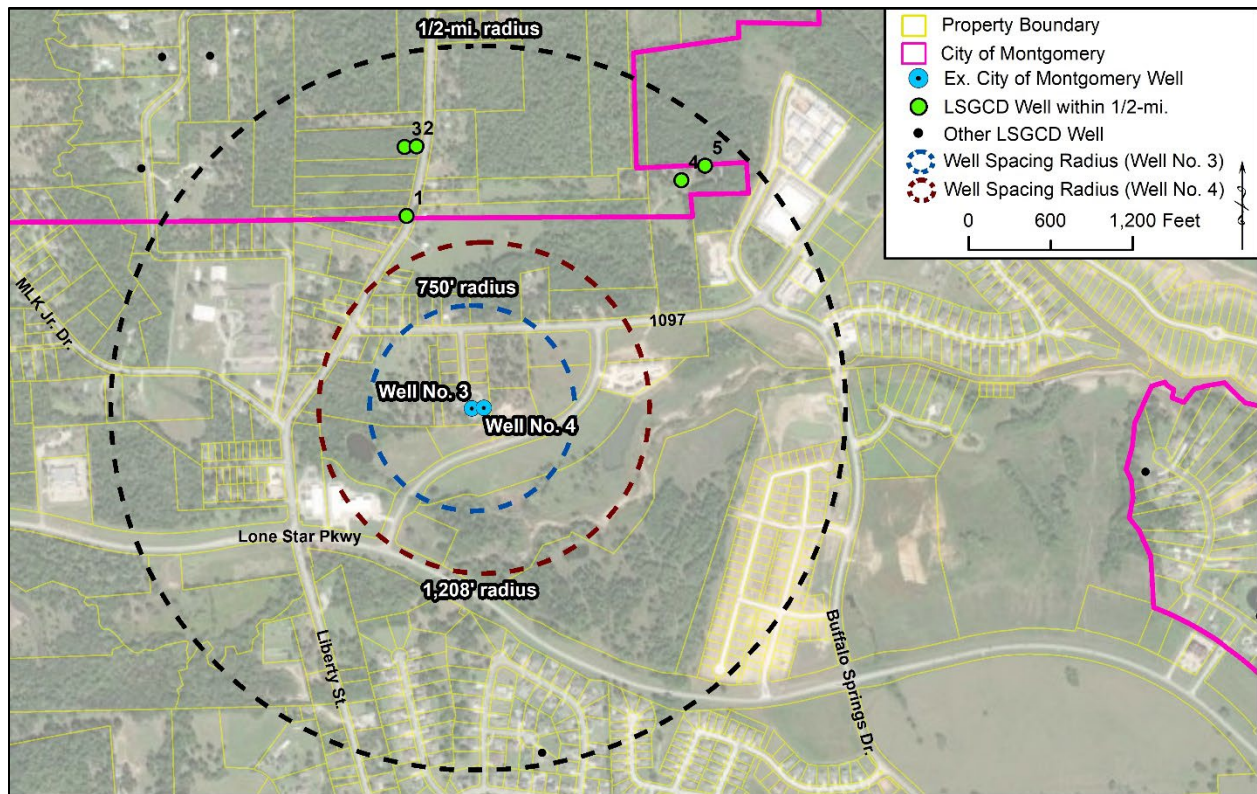 1/2-mi. radius
Property Boundary
City of Montgomery
Ex. City of Montgomery Well
LSGCD Well within 1/2-mi.
Other LSGCD Well
Well Spacing Radius (Well No. 3)
Well Spacing Radius (Well No. 4)
0 600 1,200 Feet
32
5
4
1
750' radius
MLK Jr. Dr.
1097
Well No. 3
Well No. 4
Lone Star Pkwy
1,208' radius
Liberty St.
Buffalo Springs Dr.